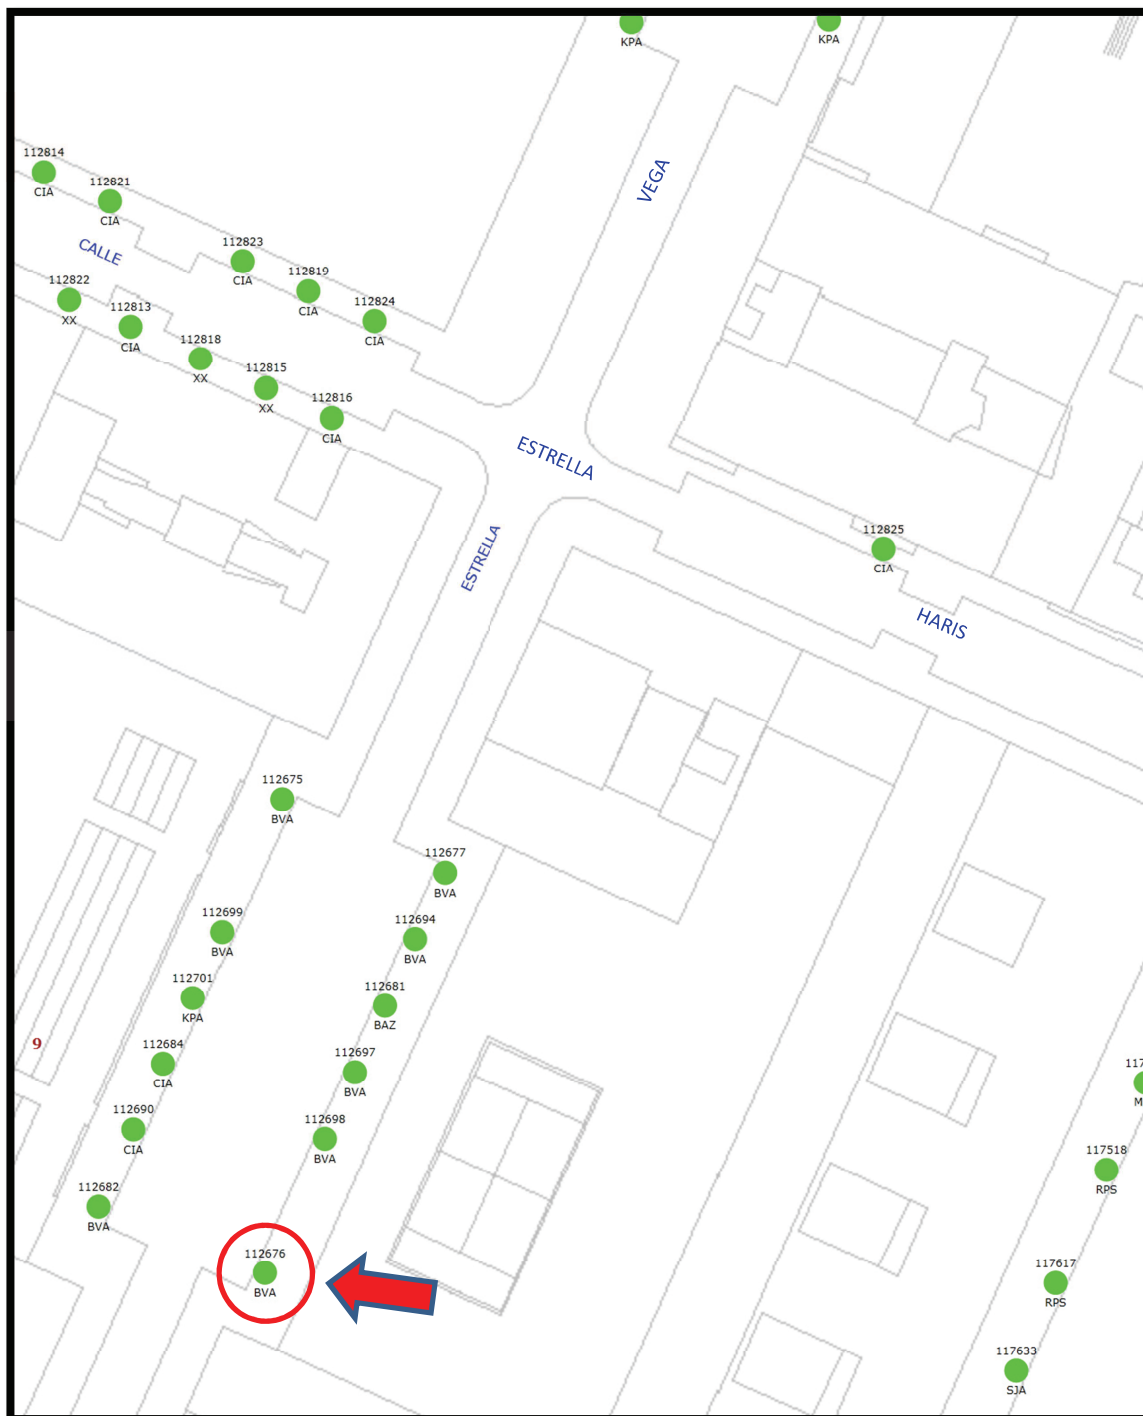 KPA
KPA
112814
CIA
112821
CIA
VEGA
CALLE
112823
CIA
112819
CIA
112824
CIA
112822
XX
112813
CIA
112818
XX
112815
XX
112816
CIA
ESTRELLA
ESTRELLA
112825
CIA
HARIS
112675
BVA
112677
BVA
112699
BVA
112694
BVA
112701
KPA
112681
BAZ
9
112684
CIA
112697
BVA
117
M
112690
CIA
112698
BVA
117518
RPS
112682
BVA
112676
BVA
117617
RPS
117633
SJA